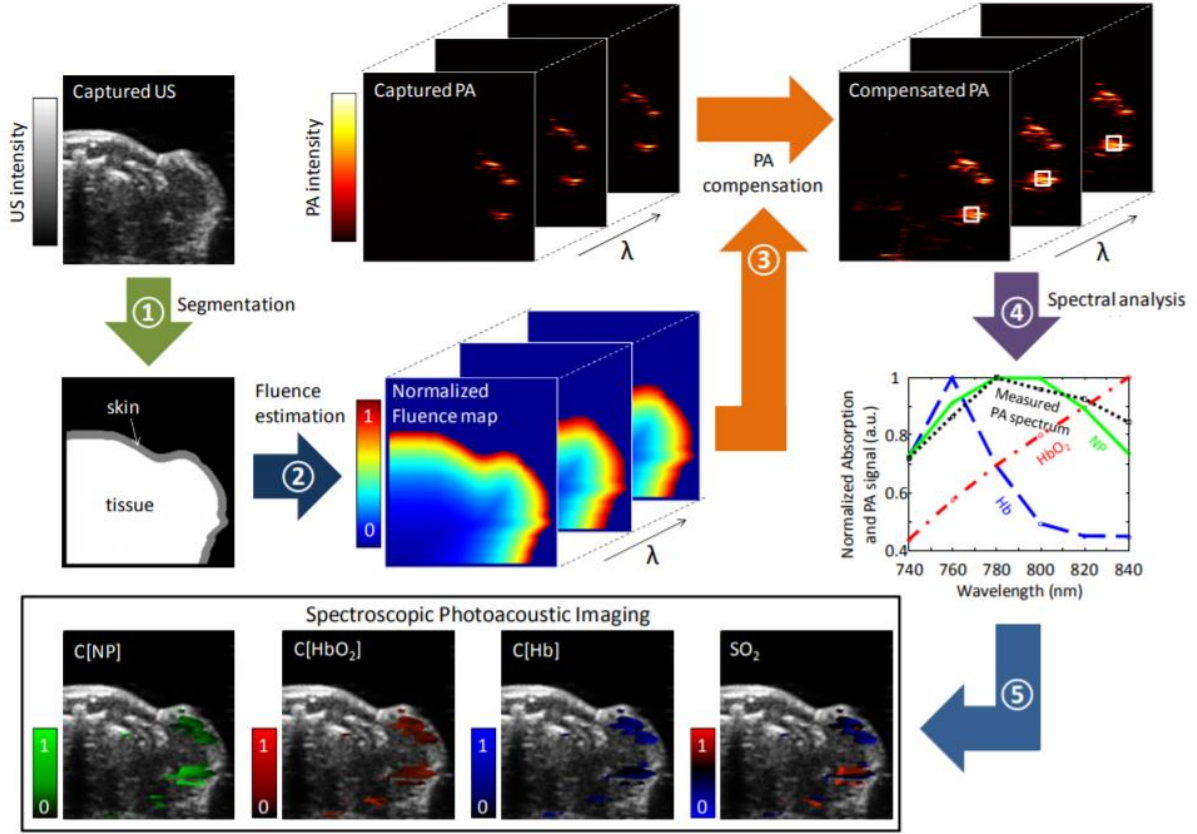 Captured US
US intensity
Captured PA
PA intensity
λ
PA
compensation
Compensated PA
λ
① Segmentation
③
④ Spectral analysis
skin
tissue
Fluence
estimation
②
Normalized
Fluence map
1
0
λ
Normalized Absorption
and PA signal (a.u.)
1
0.8
0.6
0.4
Measured
PA spectrum
NP
HbO₂
Hb
740 760 780 800 820 840
Wavelength (nm)
⑤
Spectroscopic Photoacoustic Imaging
C[NP]
1
0
C[HbO₂]
1
0
C[Hb]
1
0
SO₂
1
0